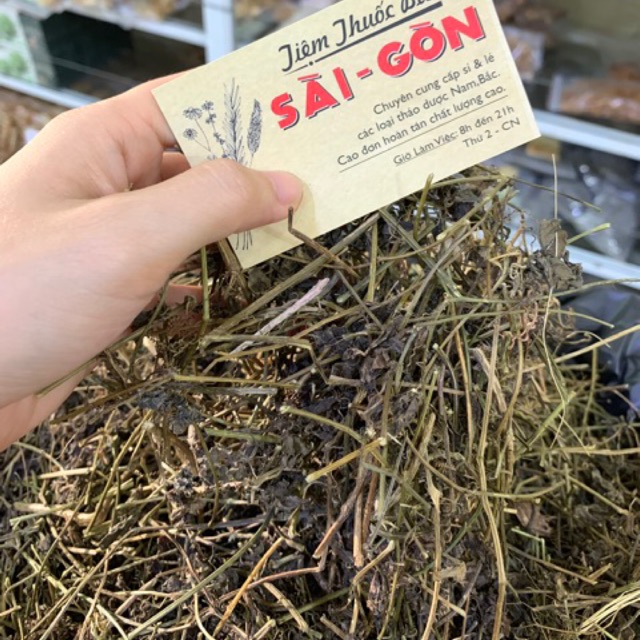 Tiệm Thuốc
SÀI-GÒN
Chuyên cung cấp sỉ & lẻ
các loại thảo dược Nam,Bắc.
Cao đơn hoàn tán chất lượng cao.
Giờ Làm Việc: 8h đến 21h
Thứ 2 - CN